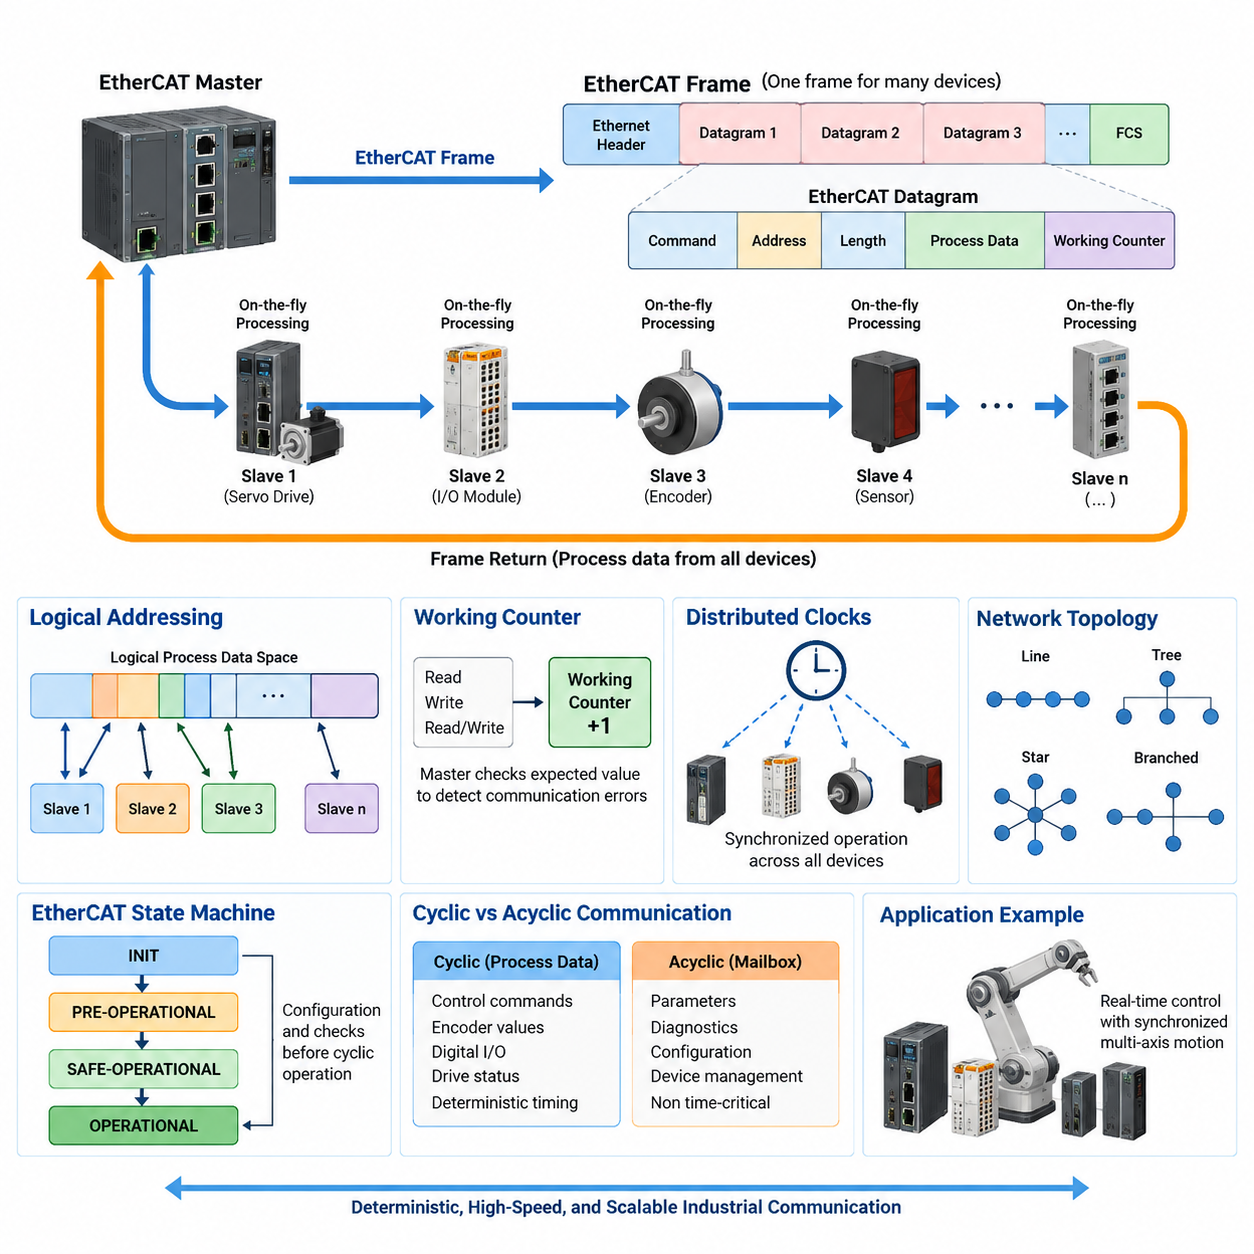 EtherCAT Master
EtherCAT Frame (One frame for many devices)
EtherCAT Frame
Ethernet
Header
Datagram 1
Datagram 2
Datagram 3
...
FCS
EtherCAT Datagram
Command
Address
Length
Process Data
Working Counter
On-the-fly
Processing
On-the-fly
Processing
On-the-fly
Processing
On-the-fly
Processing
On-the-fly
Processing
...
Slave 1
(Servo Drive)
Slave 2
(I/O Module)
Slave 3
(Encoder)
Slave 4
(Sensor)
Slave n
(...)
Frame Return (Process data from all devices)
Logical Addressing
Logical Process Data Space
...
Slave 1
Slave 2
Slave 3
Slave n
Working Counter
Read
Write
Read/Write
Working
Counter
+1
Master checks expected value
to detect communication errors
Distributed Clocks
Synchronized operation
across all devices
Network Topology
Line
Tree
Star
Branched
EtherCAT State Machine
INIT
PRE-OPERATIONAL
SAFE-OPERATIONAL
OPERATIONAL
Configuration
and checks
before cyclic
operation
Cyclic vs Acyclic Communication
Cyclic (Process Data)
Control commands
Encoder values
Digital I/O
Drive status
Deterministic timing
Acyclic (Mailbox)
Parameters
Diagnostics
Configuration
Device management
Non time-critical
Application Example
Real-time control
with synchronized
multi-axis motion
Deterministic, High-Speed, and Scalable Industrial Communication